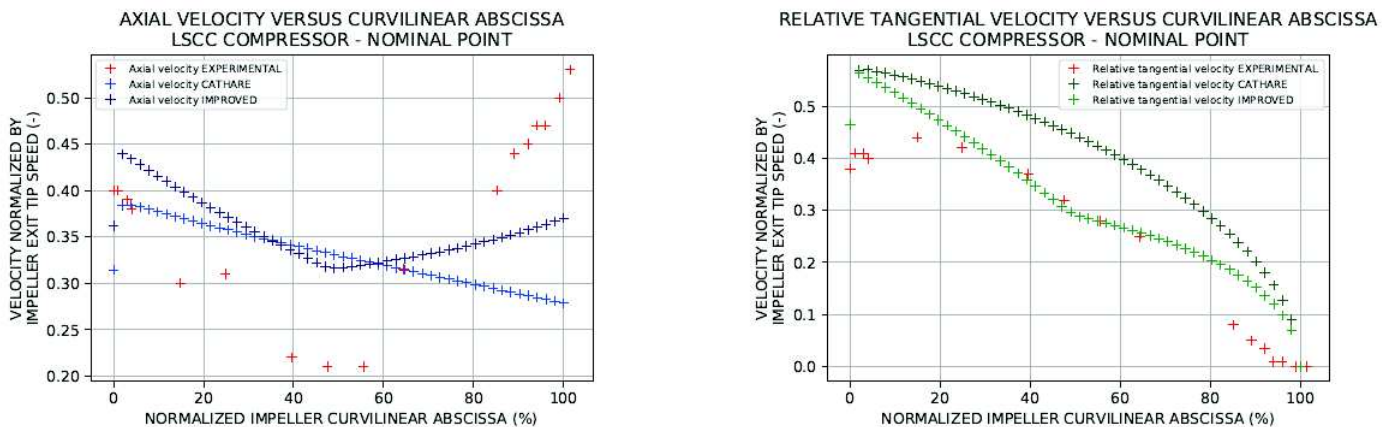 AXIAL VELOCITY VERSUS CURVILINEAR ABSCISSA
LSCC COMPRESSOR - NOMINAL POINT
Axial velocity EXPERIMENTAL
Axial velocity CATHARE
Axial velocity IMPROVED
VELOCITY NORMALIZED BY
IMPELLER EXIT TIP SPEED (-)
0.50
0.45
0.40
0.35
0.30
0.25
0.20
0
20
40
60
80
100
NORMALIZED IMPELLER CURVILINEAR ABSCISSA (%)
RELATIVE TANGENTIAL VELOCITY VERSUS CURVILINEAR ABSCISSA
LSCC COMPRESSOR - NOMINAL POINT
Relative tangential velocity EXPERIMENTAL
Relative tangential velocity CATHARE
Relative tangential velocity IMPROVED
VELOCITY NORMALIZED BY
IMPELLER EXIT TIP SPEED (-)
0.5
0.4
0.3
0.2
0.1
0.0
0
20
40
60
80
100
NORMALIZED IMPELLER CURVILINEAR ABSCISSA (%)